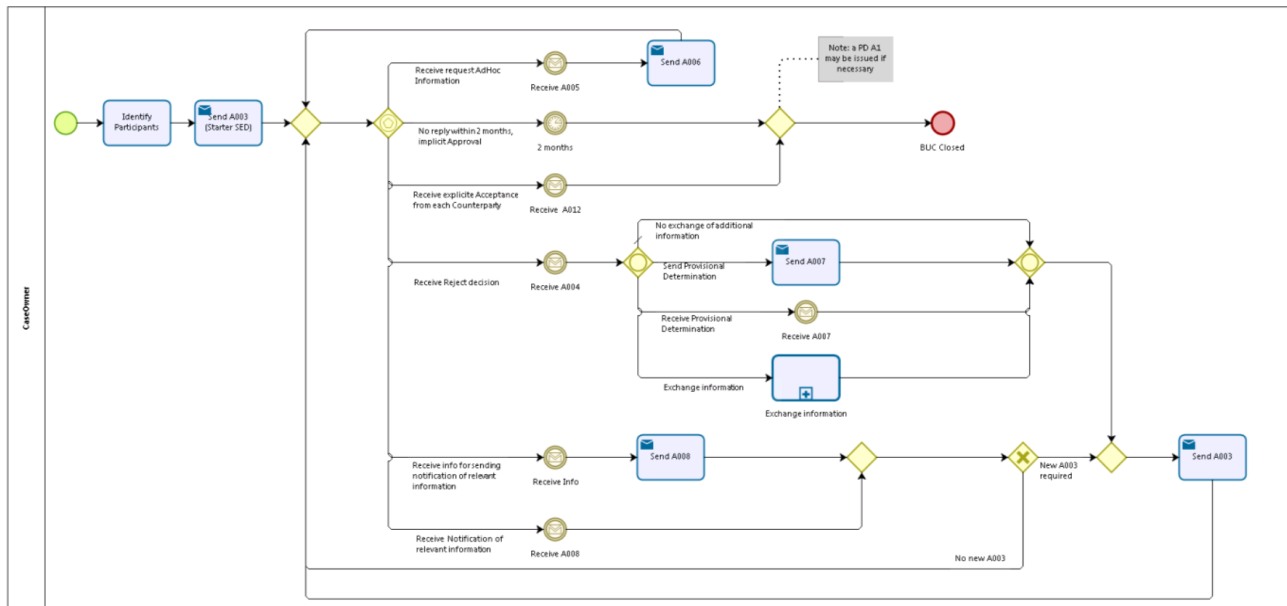 CaseOwner
Identify
Participants
Send A003
(Starter SED)
Receive request AdHoc
Information
Receive A005
Send A006
Note: a PD A1
may be issued if
necessary
No reply within 2 months,
implicit Approval
2 months
BUC Closed
Receive explicite Acceptance
from each Counterparty
Receive A012
Receive Reject decision
Receive A004
No exchange of additional
information
Send Provisional
Determination
Send A007
Receive Provisional
Determination
Receive A007
Exchange information
Exchange information
Receive info for sending
notification of relevant
information
Receive Info
Send A008
New A003
required
Send A003
Receive Notification of
relevant information
Receive A008
No new A003